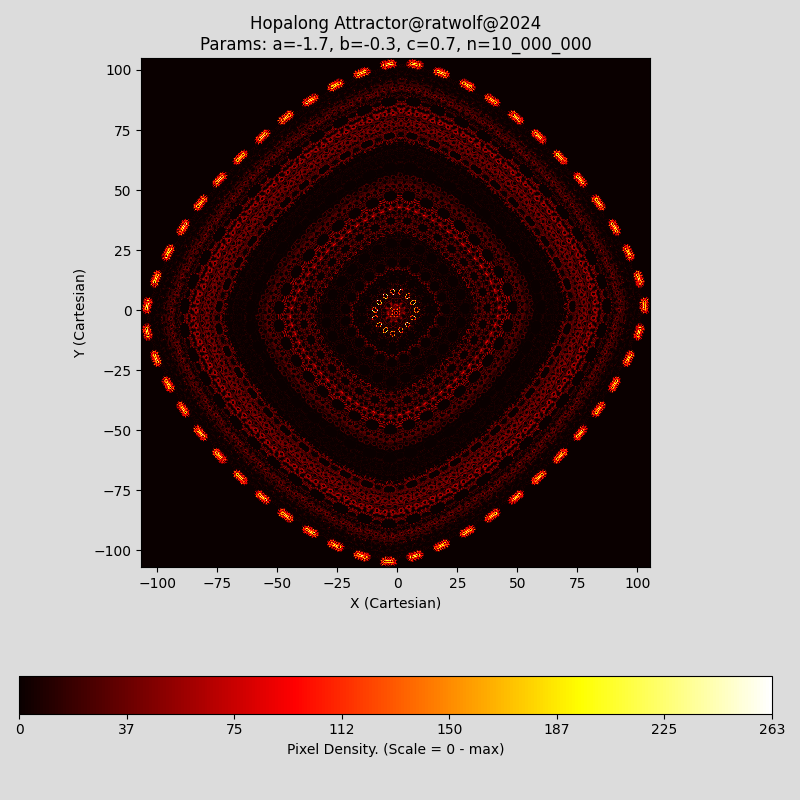 Hopalong Attractor@ratwolf@2024
Params: a=-1.7, b=-0.3, c=0.7, n=10_000_000
100
75
50
25
0
−25
−50
−75
−100
Y (Cartesian)
−100 −75 −50 −25 0 25 50 75 100
X (Cartesian)
0 37 75 112 150 187 225 263
Pixel Density. (Scale = 0 - max)